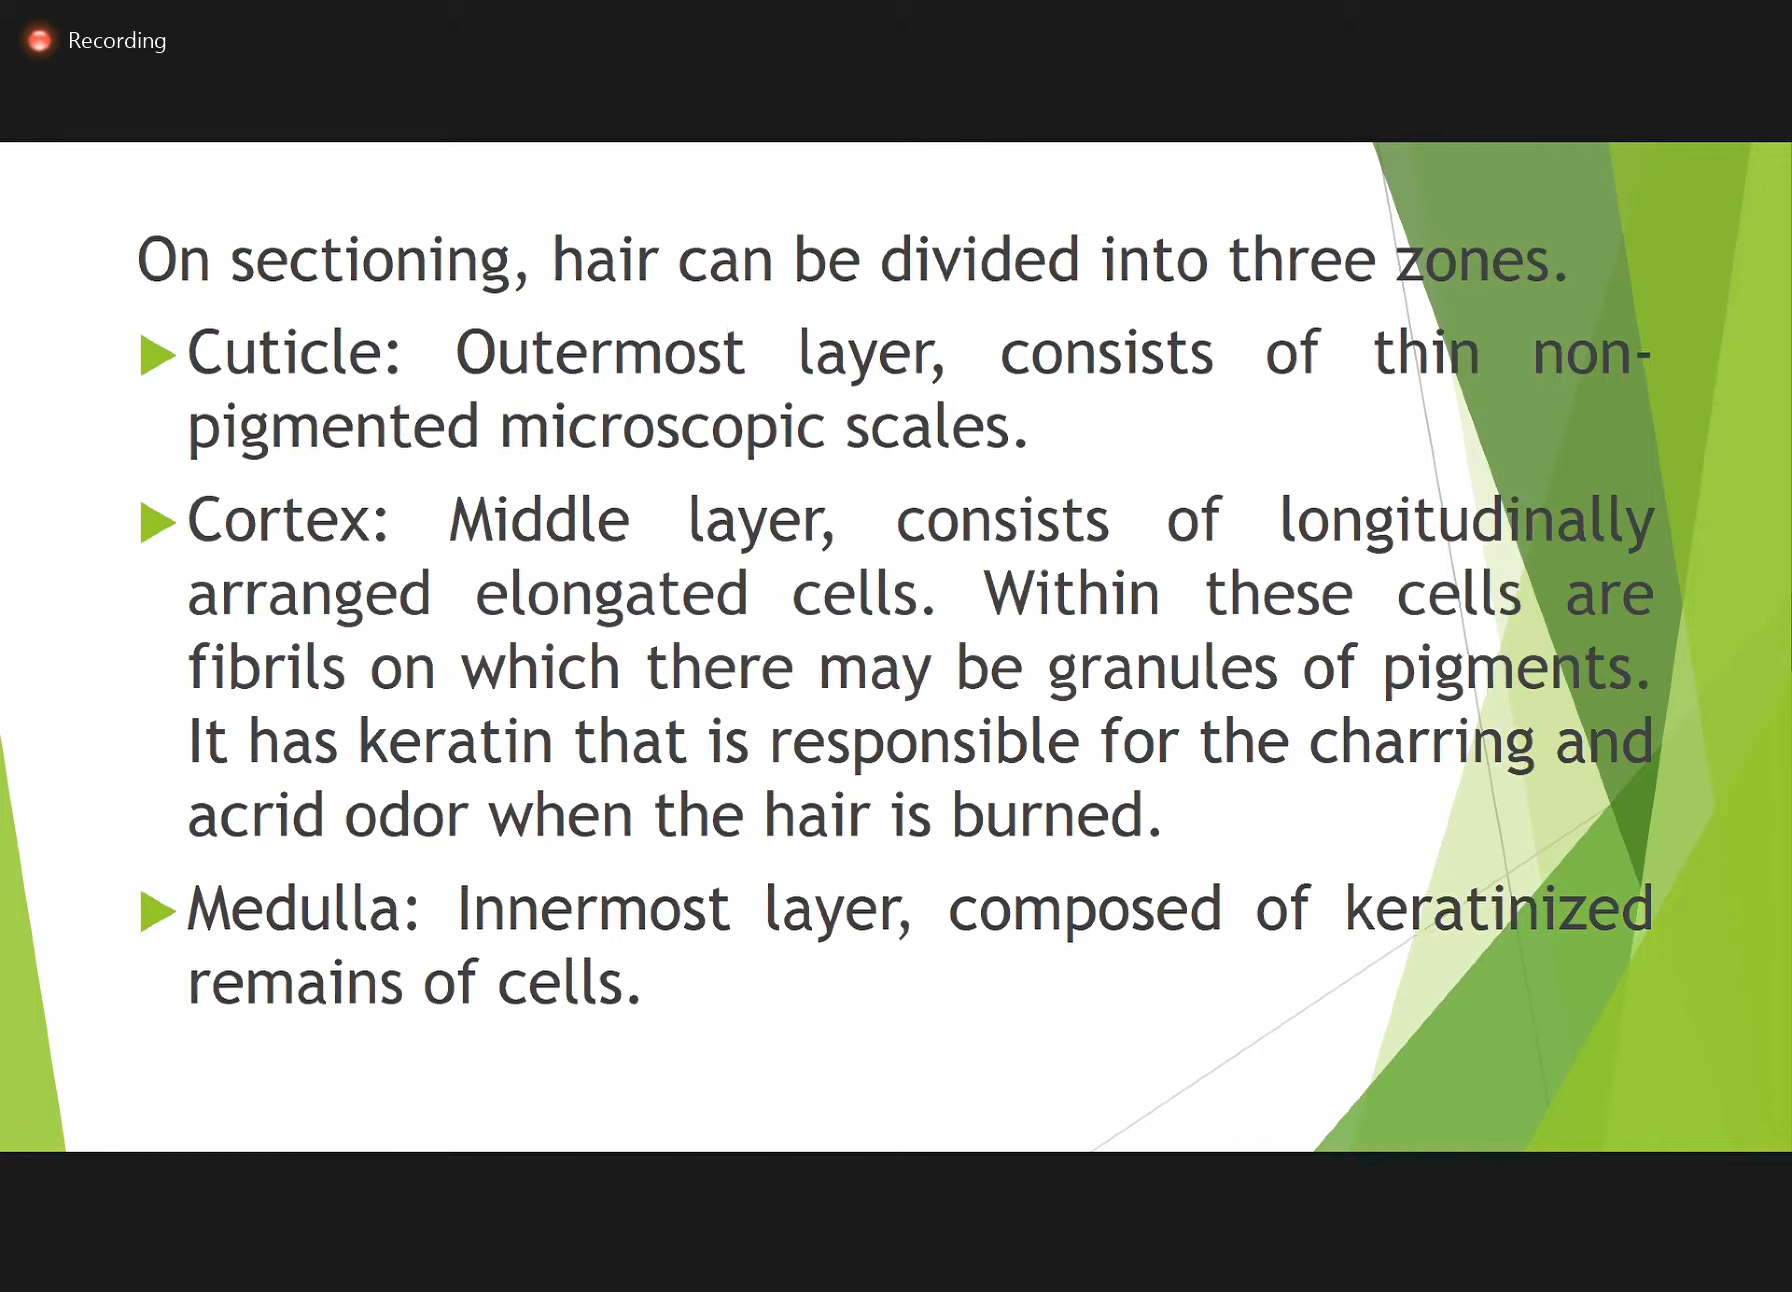 Recording
On sectioning, hair can be divided into three zones.
Cuticle: Outermost layer, consists of thin non-
pigmented microscopic scales.
Cortex: Middle layer, consists of longitudinally
arranged elongated cells. Within these cells are
fibrils on which there may be granules of pigments.
It has keratin that is responsible for the charring and
acrid odor when the hair is burned.
Medulla: Innermost layer, composed of keratinized
remains of cells.